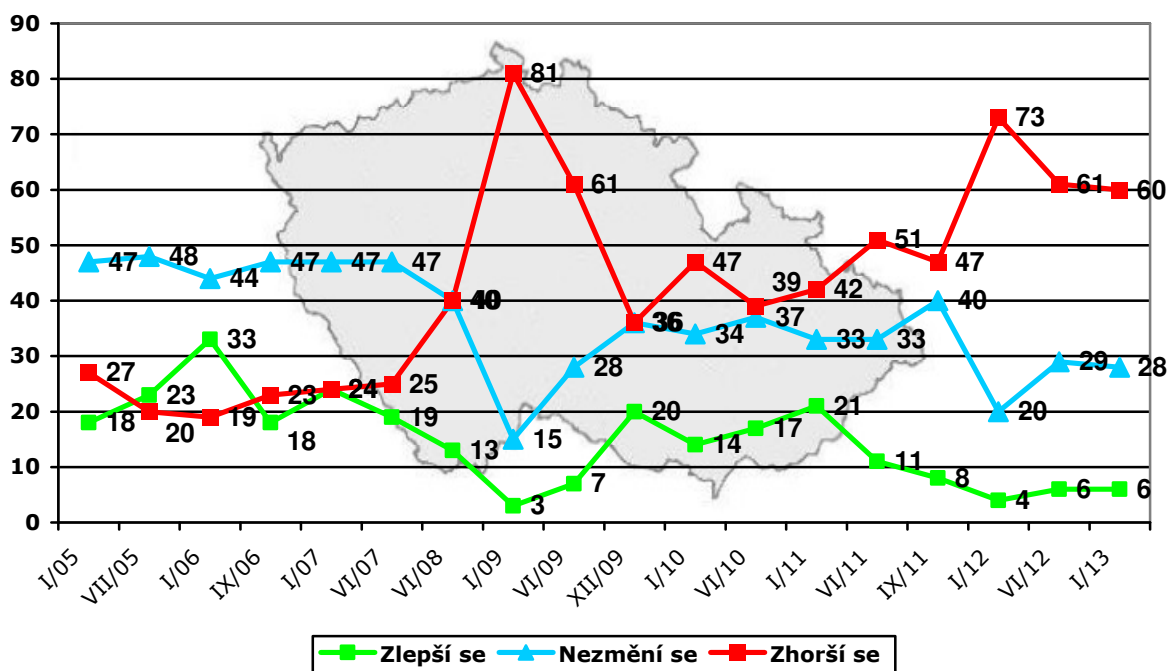 90
80
70
60
50
40
30
20
10
0
81
73
61 61 60
47 48 44 47 47 47 40 40 47 39 42 51 47
15 28 36 36 34 37 33 33 40 20 29 28
27 23 33 23 24 25
18 20 19 18 24 19 13 3 7 20 14 17 21 11 8 4 6 6
I/05 VII/05 I/06 IX/06 I/07 VI/07 VI/08 I/09 VI/09 XII/09 I/10 VI/10 I/11 VI/11 IX/11 I/12 VI/12 I/13
Zlepší se Nezmění se Zhorší se